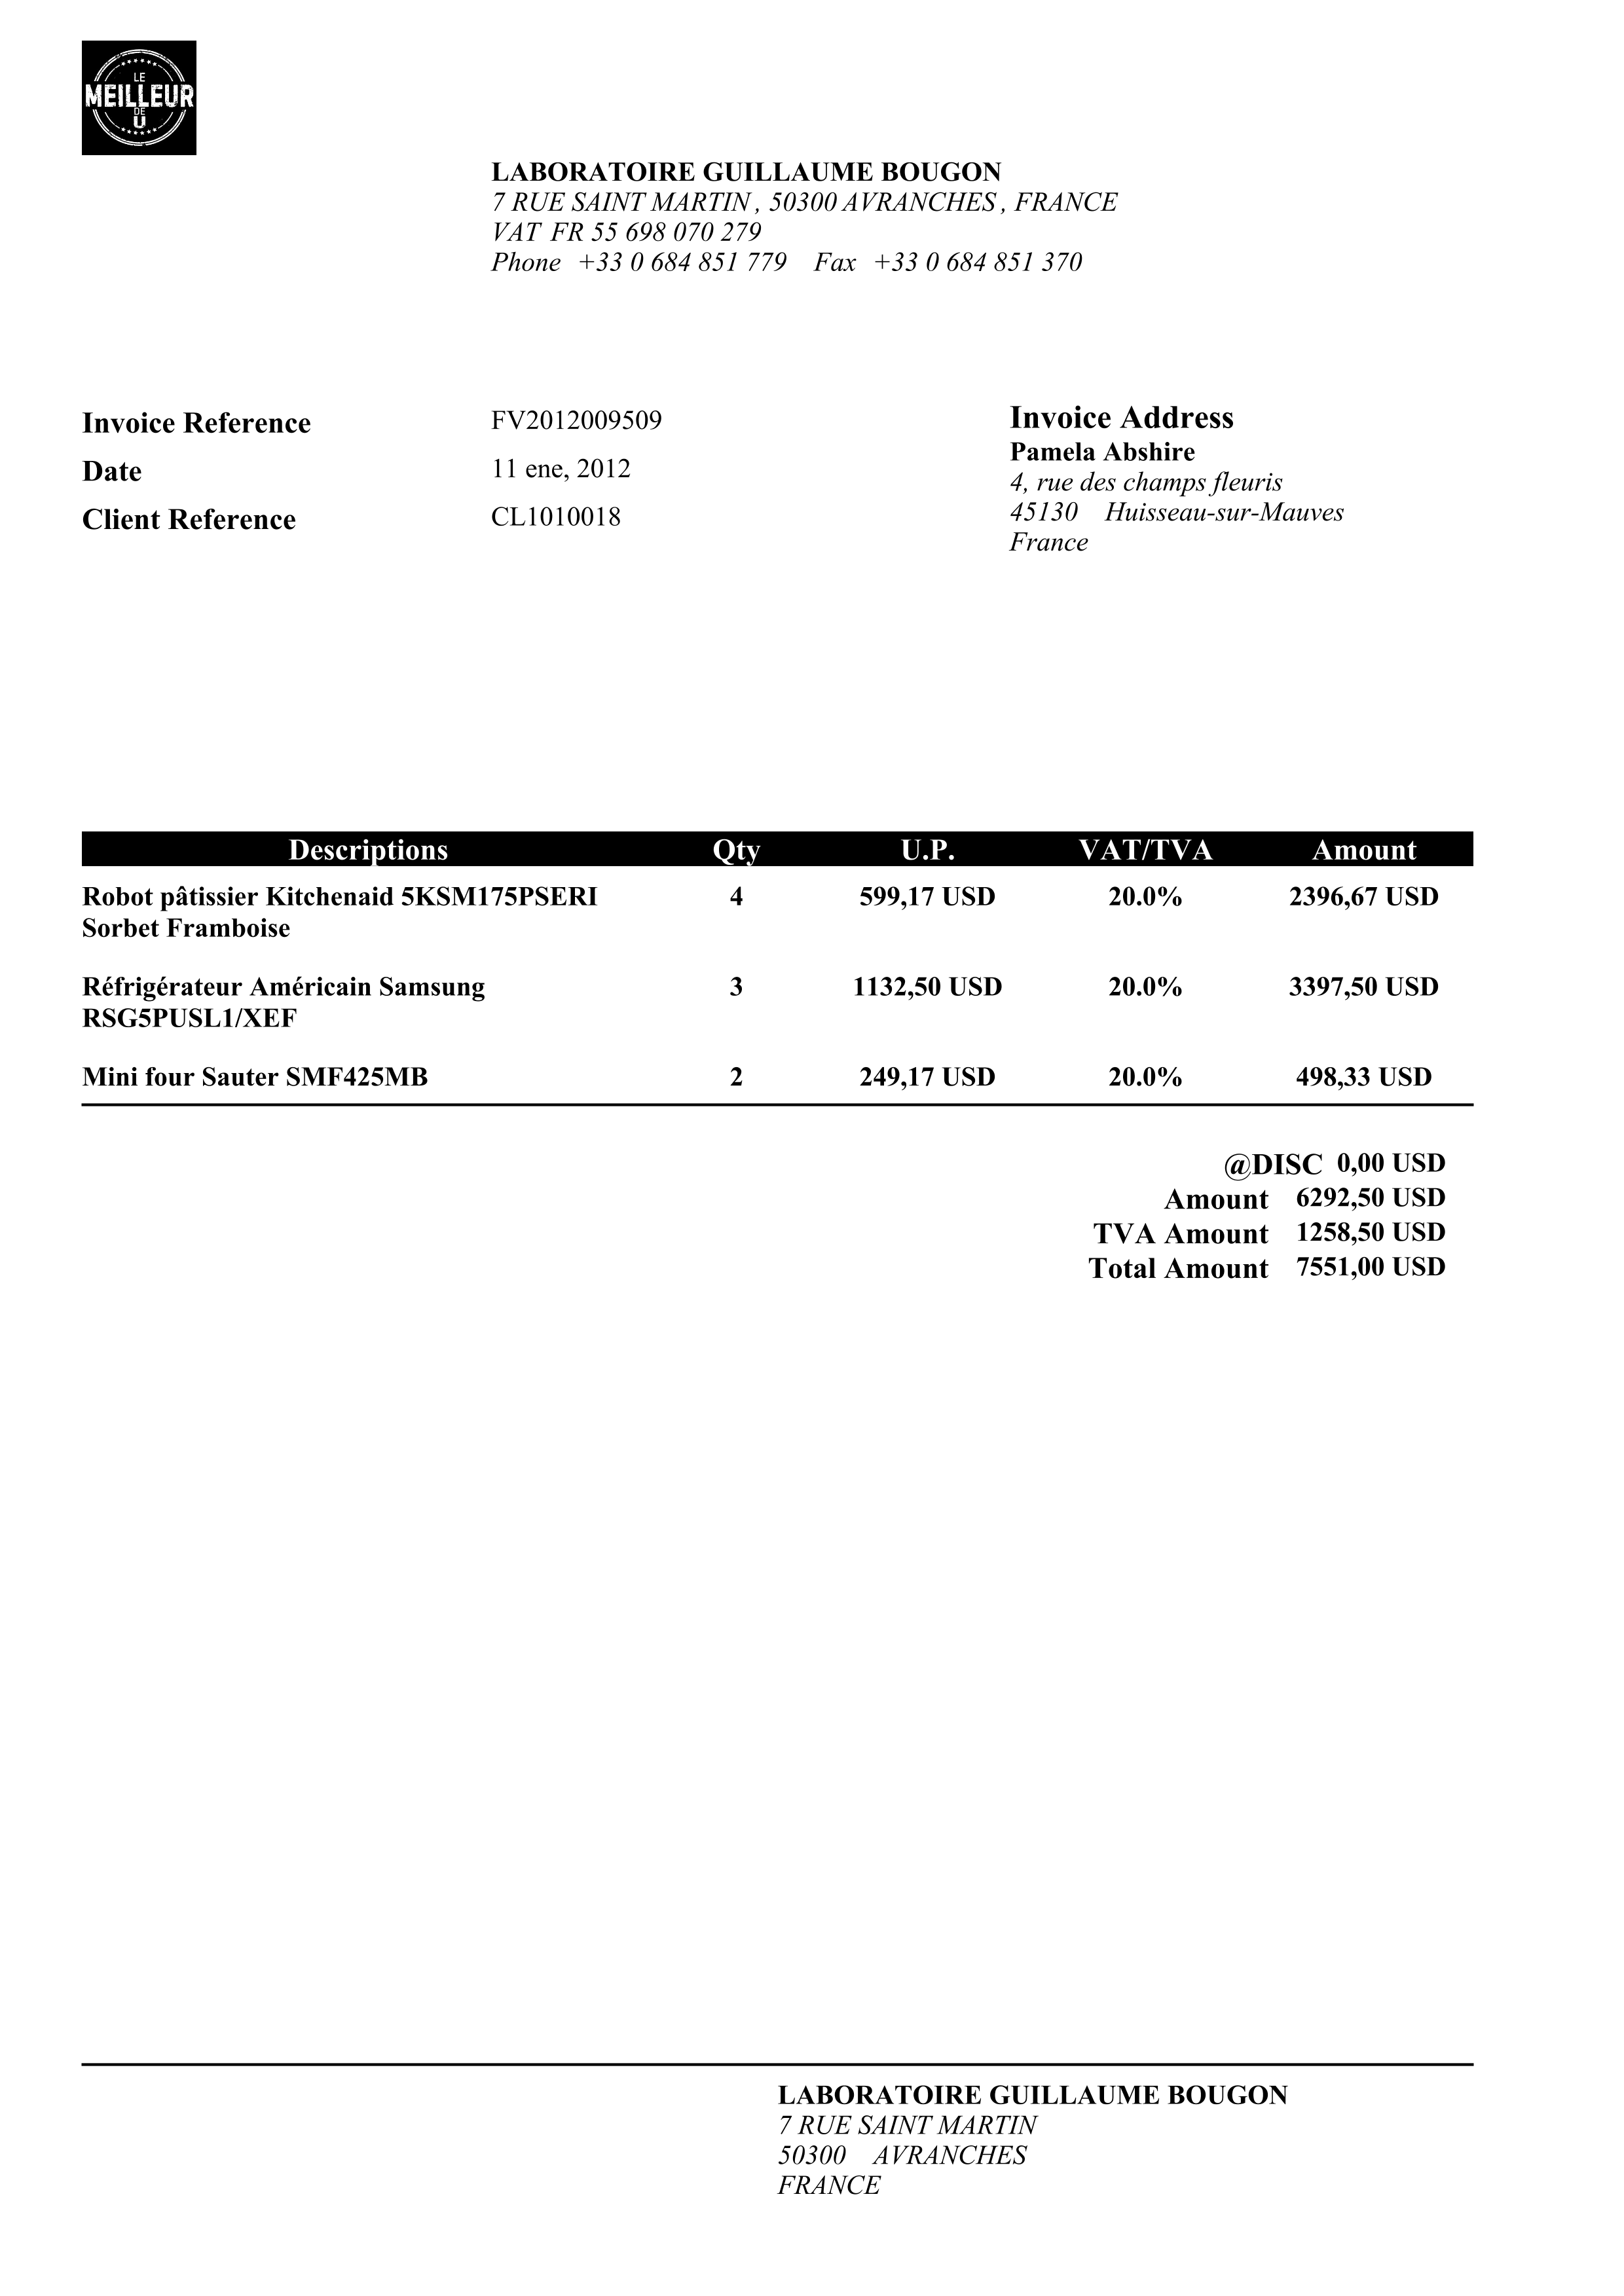 LE
MEILLEUR
DE
U
LABORATOIRE GUILLAUME BOUGON
7 RUE SAINT MARTIN , 50300 AVRANCHES , FRANCE
VAT FR 55 698 070 279
Phone +33 0 684 851 779 Fax +33 0 684 851 370
Invoice Reference FV2012009509
Date 11 ene, 2012
Client Reference CL1010018
Invoice Address
Pamela Abshire
4, rue des champs fleuris
45130 Huisseau-sur-Mauves
France
Descriptions Qty U.P. VAT/TVA Amount
Robot pâtissier Kitchenaid 5KSM175PSERI 4 599,17 USD 20.0% 2396,67 USD
Sorbet Framboise
Réfrigérateur Américain Samsung 3 1132,50 USD 20.0% 3397,50 USD
RSG5PUSL1/XEF
Mini four Sauter SMF425MB 2 249,17 USD 20.0% 498,33 USD
@DISC 0,00 USD
Amount 6292,50 USD
TVA Amount 1258,50 USD
Total Amount 7551,00 USD
LABORATOIRE GUILLAUME BOUGON
7 RUE SAINT MARTIN
50300 AVRANCHES
FRANCE